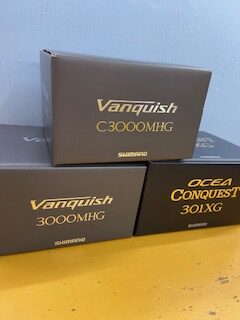 Vanquish
C3000MHG
SHIMANO
Vanquish
3000MHG
SHIMANO
OCEA
CONQUEST
301XG